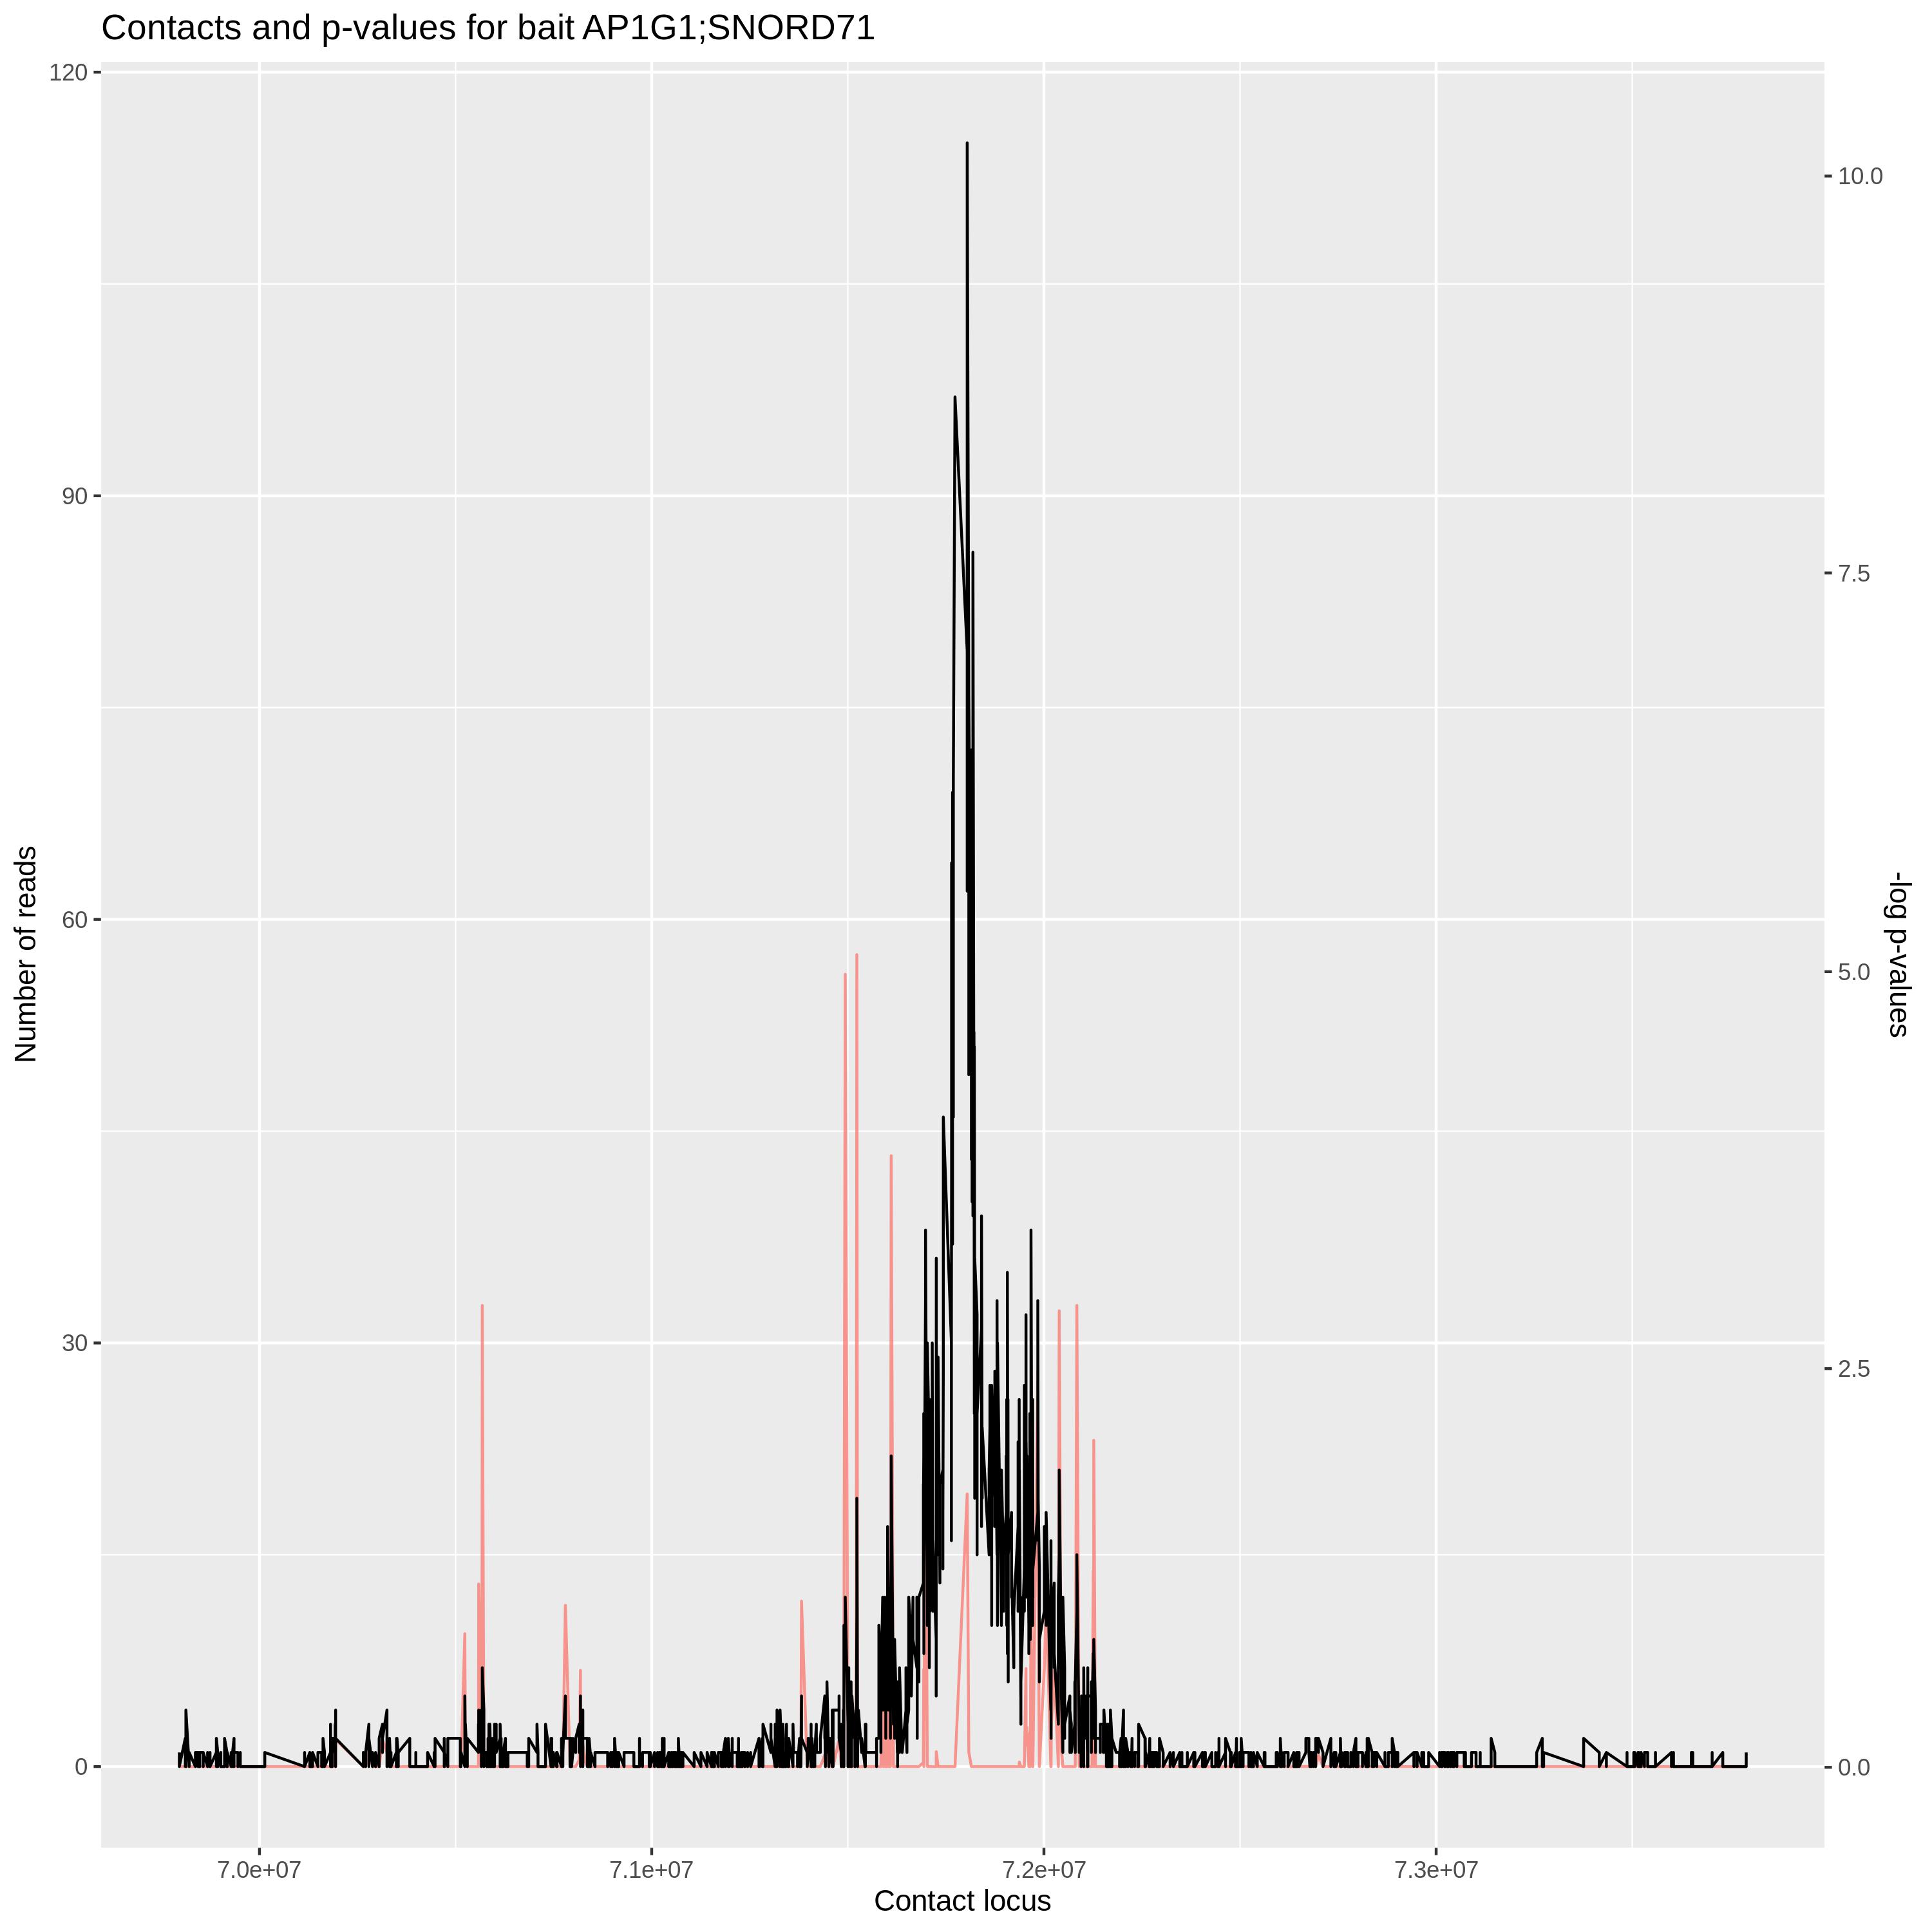 Contacts and p-values for bait AP1G1;SNORD71
120
90
60
30
0
Number of reads
10.0
7.5
5.0
2.5
0.0
-log p-values
7.0e+07
7.1e+07
7.2e+07
7.3e+07
Contact locus